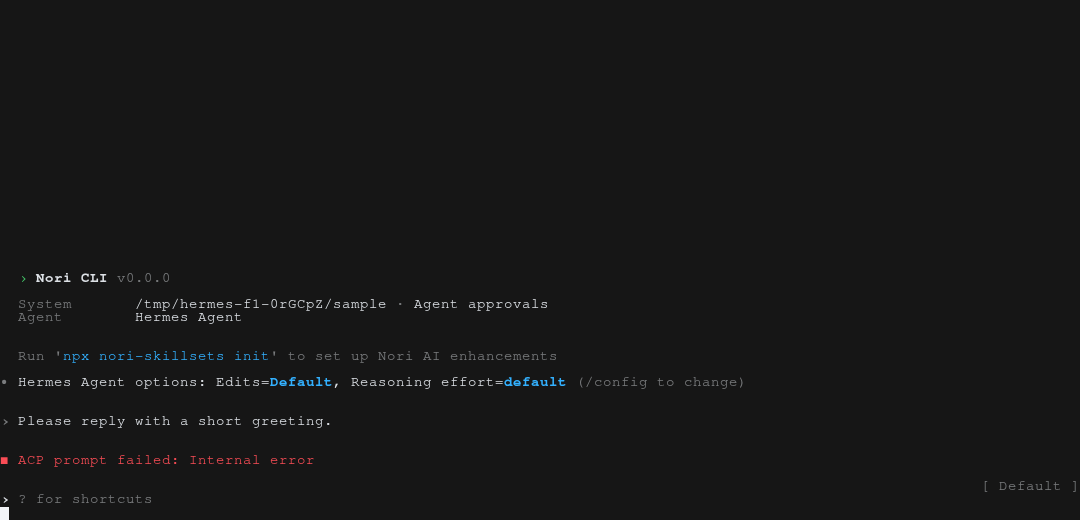 › Nori CLI v0.0.0
System /tmp/hermes-f1-0rGCpZ/sample · Agent approvals
Agent Hermes Agent
Run 'npx nori-skillsets init' to set up Nori AI enhancements
• Hermes Agent options: Edits=Default, Reasoning effort=default (/config to change)
› Please reply with a short greeting.
■ ACP prompt failed: Internal error
[ Default ]
› ? for shortcuts